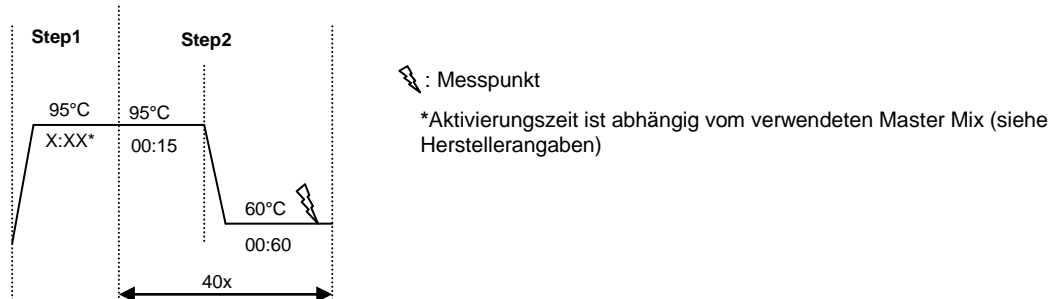 Step1
Step2
: Messpunkt
95°C
95°C
X:XX*
00:15
*Aktivierungszeit ist abhängig vom verwendeten Master Mix (siehe
Herstellerangaben)
60°C
00:60
40x